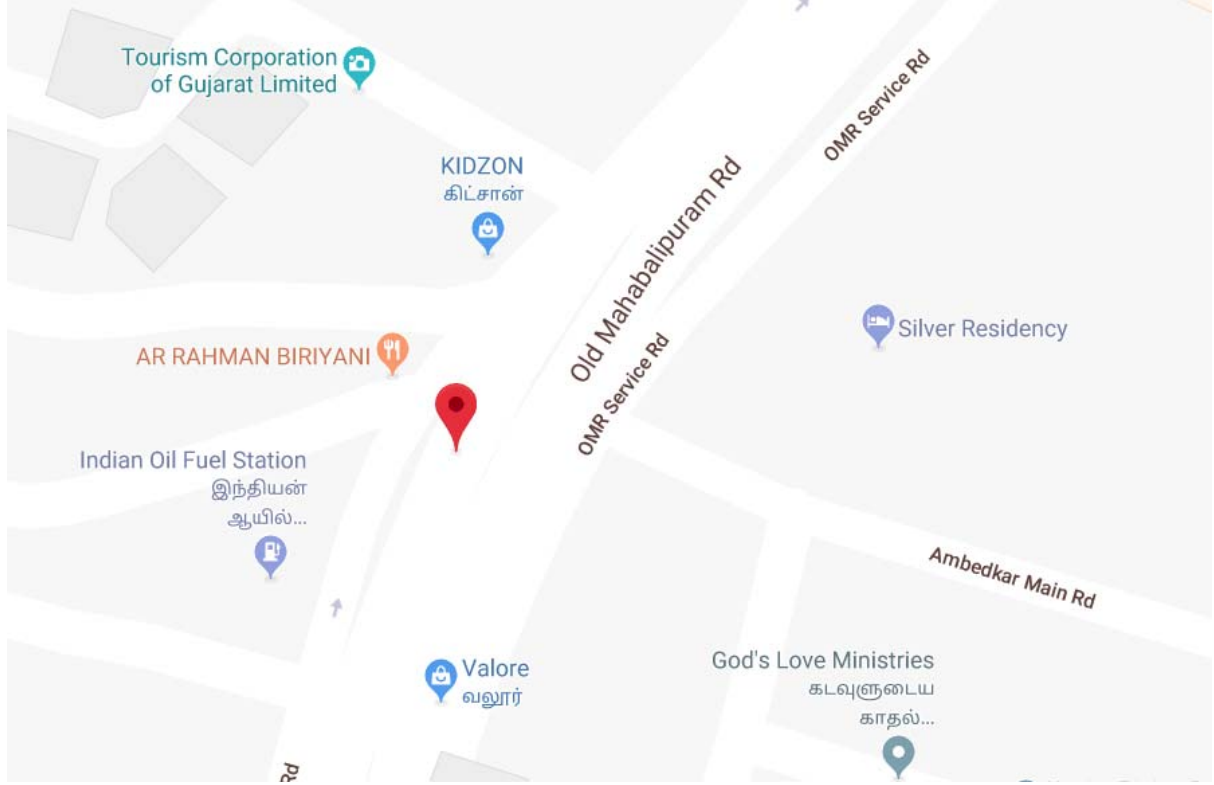 Tourism Corporation
of Gujarat Limited
OMR Service Rd
KIDZON
கிட்சான்
Old Mahabalipuram Rd
Silver Residency
AR RAHMAN BIRIYANI
OMR Service Rd
Indian Oil Fuel Station
இந்தியன்
ஆயில்...
Ambedkar Main Rd
God's Love Ministries
கடவுளுடைய
காதல்...
Valore
வலூர்
Rd